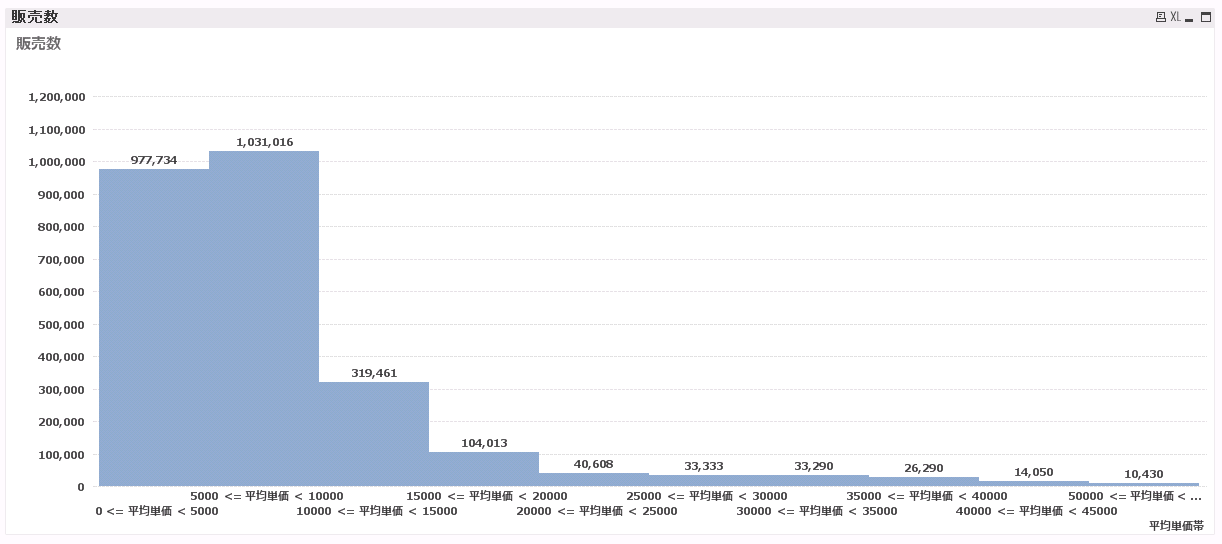 販売数
XL
販売数
1,200,000
1,100,000
1,000,000
900,000
800,000
700,000
600,000
500,000
400,000
300,000
200,000
100,000
0
977,734
1,031,016
319,461
104,013
40,608
33,333
33,290
26,290
14,050
10,430
5000 <= 平均単価 < 10000
15000 <= 平均単価 < 20000
25000 <= 平均単価 < 30000
35000 <= 平均単価 < 40000
50000 <= 平均単価 < ...
0 <= 平均単価 < 5000
10000 <= 平均単価 < 15000
20000 <= 平均単価 < 25000
30000 <= 平均単価 < 35000
40000 <= 平均単価 < 45000
平均単価帯